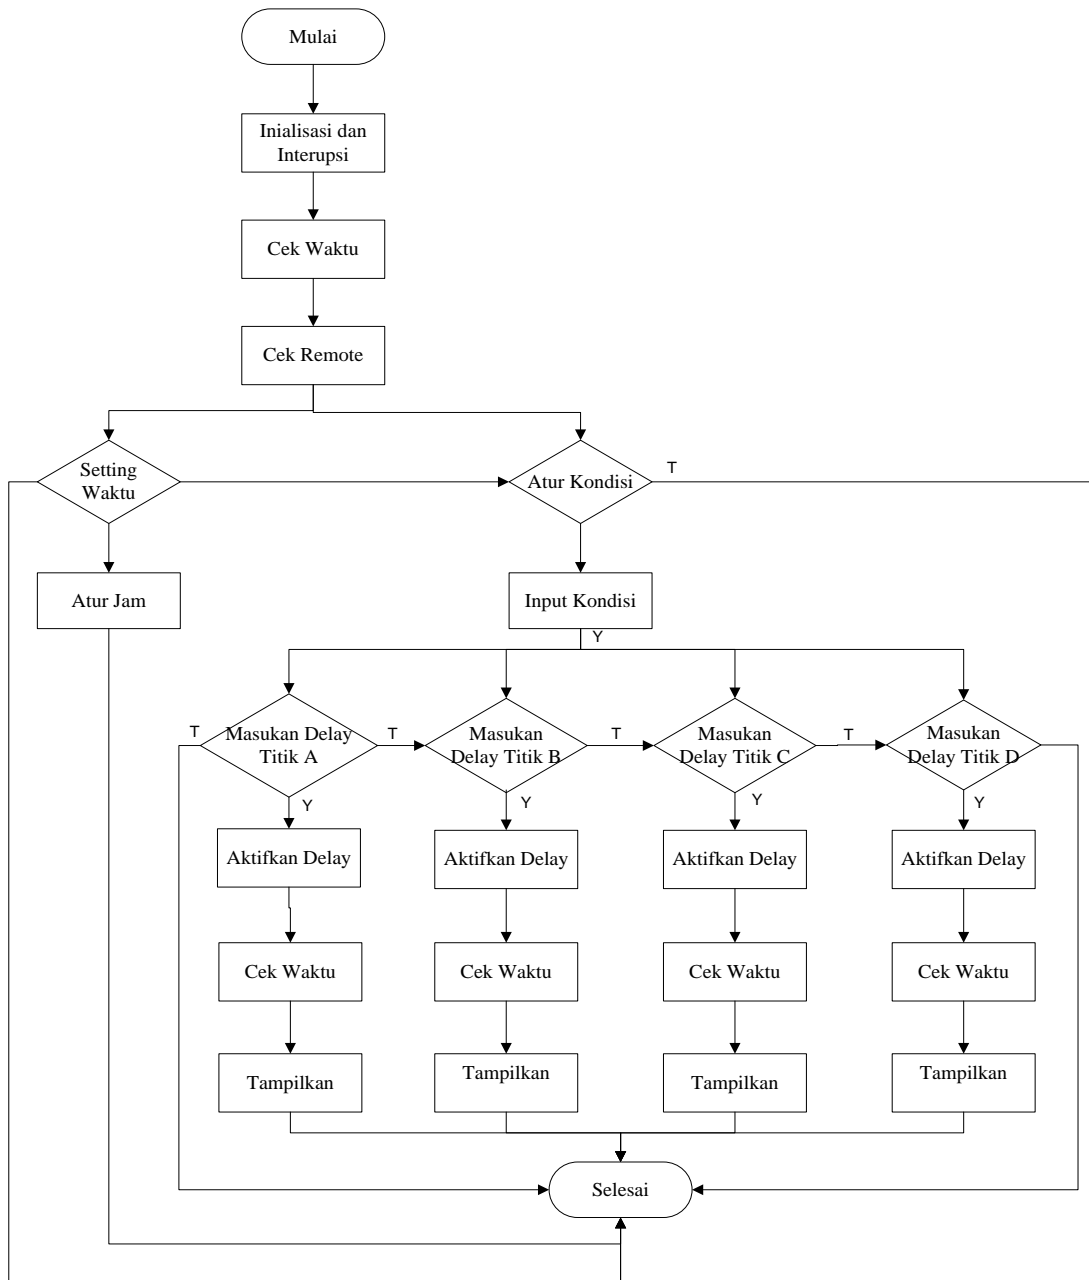 Mulai
Inialisasi dan
Interupsi
Cek Waktu
Cek Remote
Setting
Waktu
Atur Kondisi
T
Atur Jam
Input Kondisi
Y
T
Masukan Delay
Titik A
T
Masukan
Delay Titik B
T
Masukan
Delay Titik C
T
Masukan
Delay Titik D
Y
Y
Y
Y
Aktifkan Delay
Aktifkan Delay
Aktifkan Delay
Aktifkan Delay
Cek Waktu
Cek Waktu
Cek Waktu
Cek Waktu
Tampilkan
Tampilkan
Tampilkan
Tampilkan
Selesai